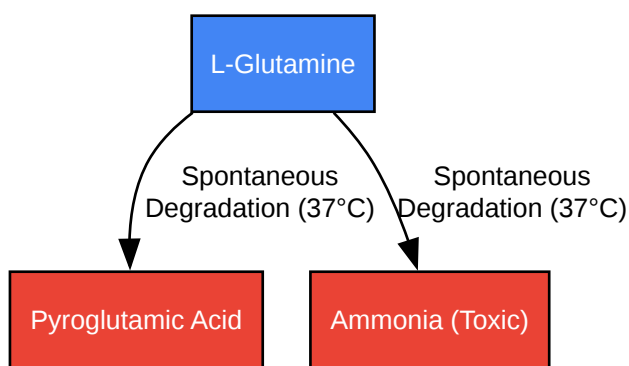 L-Glutamine
Spontaneous
Degradation (37°C)
Spontaneous
Degradation (37°C)
Pyroglutamic Acid
Ammonia (Toxic)